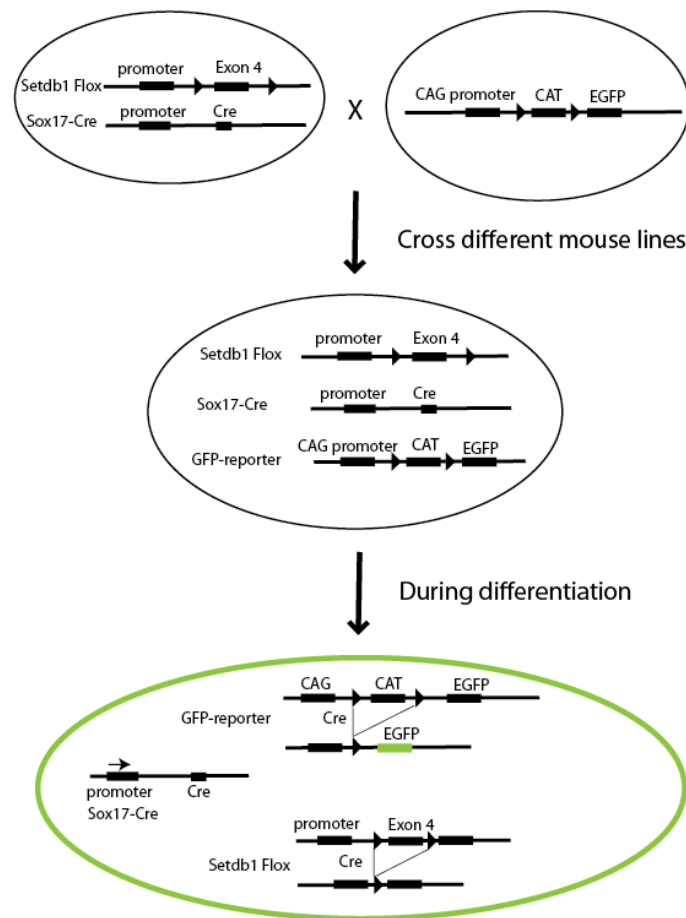 promoter Exon 4
Setdb1 Flox
promoter Cre
Sox17-Cre
X
CAG promoter CAT EGFP
Cross different mouse lines
promoter Exon 4
Setdb1 Flox
promoter Cre
Sox17-Cre
CAG promoter CAT EGFP
GFP-reporter
During differentiation
CAG CAT EGFP
GFP-reporter
Cre
EGFP
promoter Cre
Sox17-Cre
promoter Exon 4
Cre
Setdb1 Flox